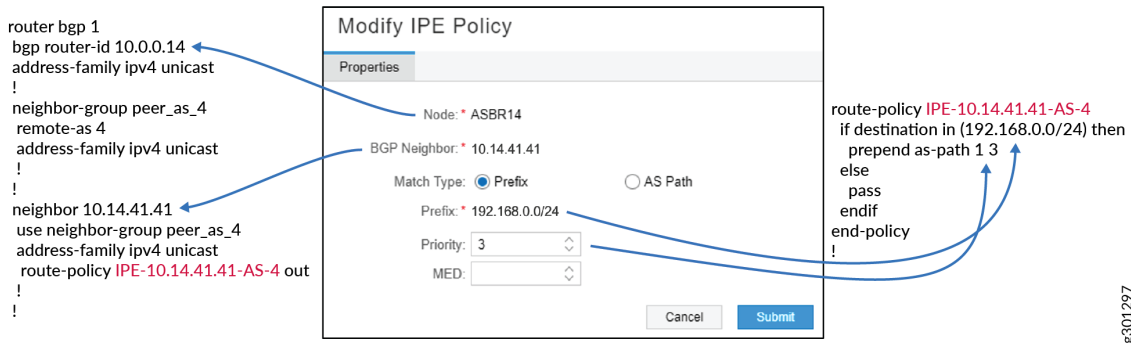 router bgp 1
bgp router-id 10.0.0.14
address-family ipv4 unicast
!
neighbor-group peer_as_4
remote-as 4
address-family ipv4 unicast
!
!
neighbor 10.14.41.41
use neighbor-group peer_as_4
address-family ipv4 unicast
route-policy IPE-10.14.41.41-AS-4 out
!
!
Modify IPE Policy
Properties
Node: * ASBR14
BGP Neighbor: * 10.14.41.41
Match Type: Prefix AS Path
Prefix: * 192.168.0.0/24
Priority: 3
MED:
Cancel Submit
route-policy IPE-10.14.41.41-AS-4
if destination in (192.168.0.0/24) then
prepend as-path 1 3
else
pass
endif
end-policy
!
g301297